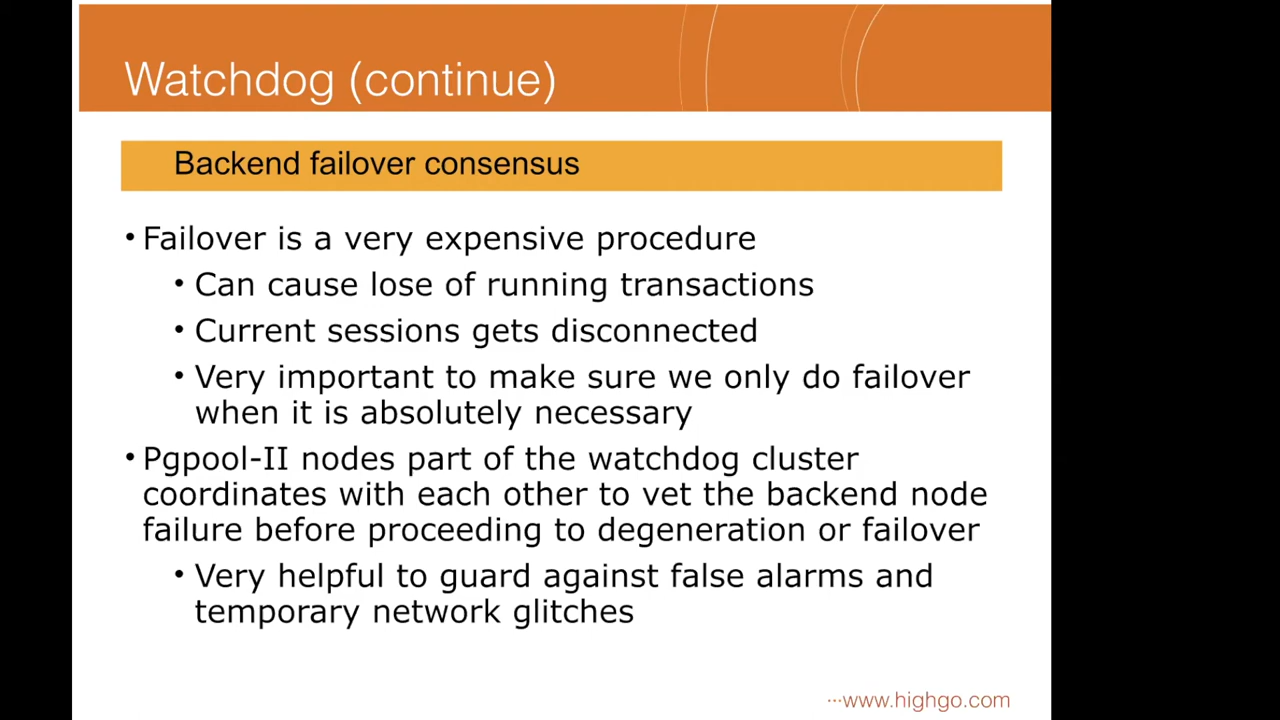 Watchdog (continue)
Backend failover consensus
• Failover is a very expensive procedure
• Can cause lose of running transactions
• Current sessions gets disconnected
• Very important to make sure we only do failover
when it is absolutely necessary
• Pgpool-II nodes part of the watchdog cluster
coordinates with each other to vet the backend node
failure before proceeding to degeneration or failover
• Very helpful to guard against false alarms and
temporary network glitches
···www.highgo.com